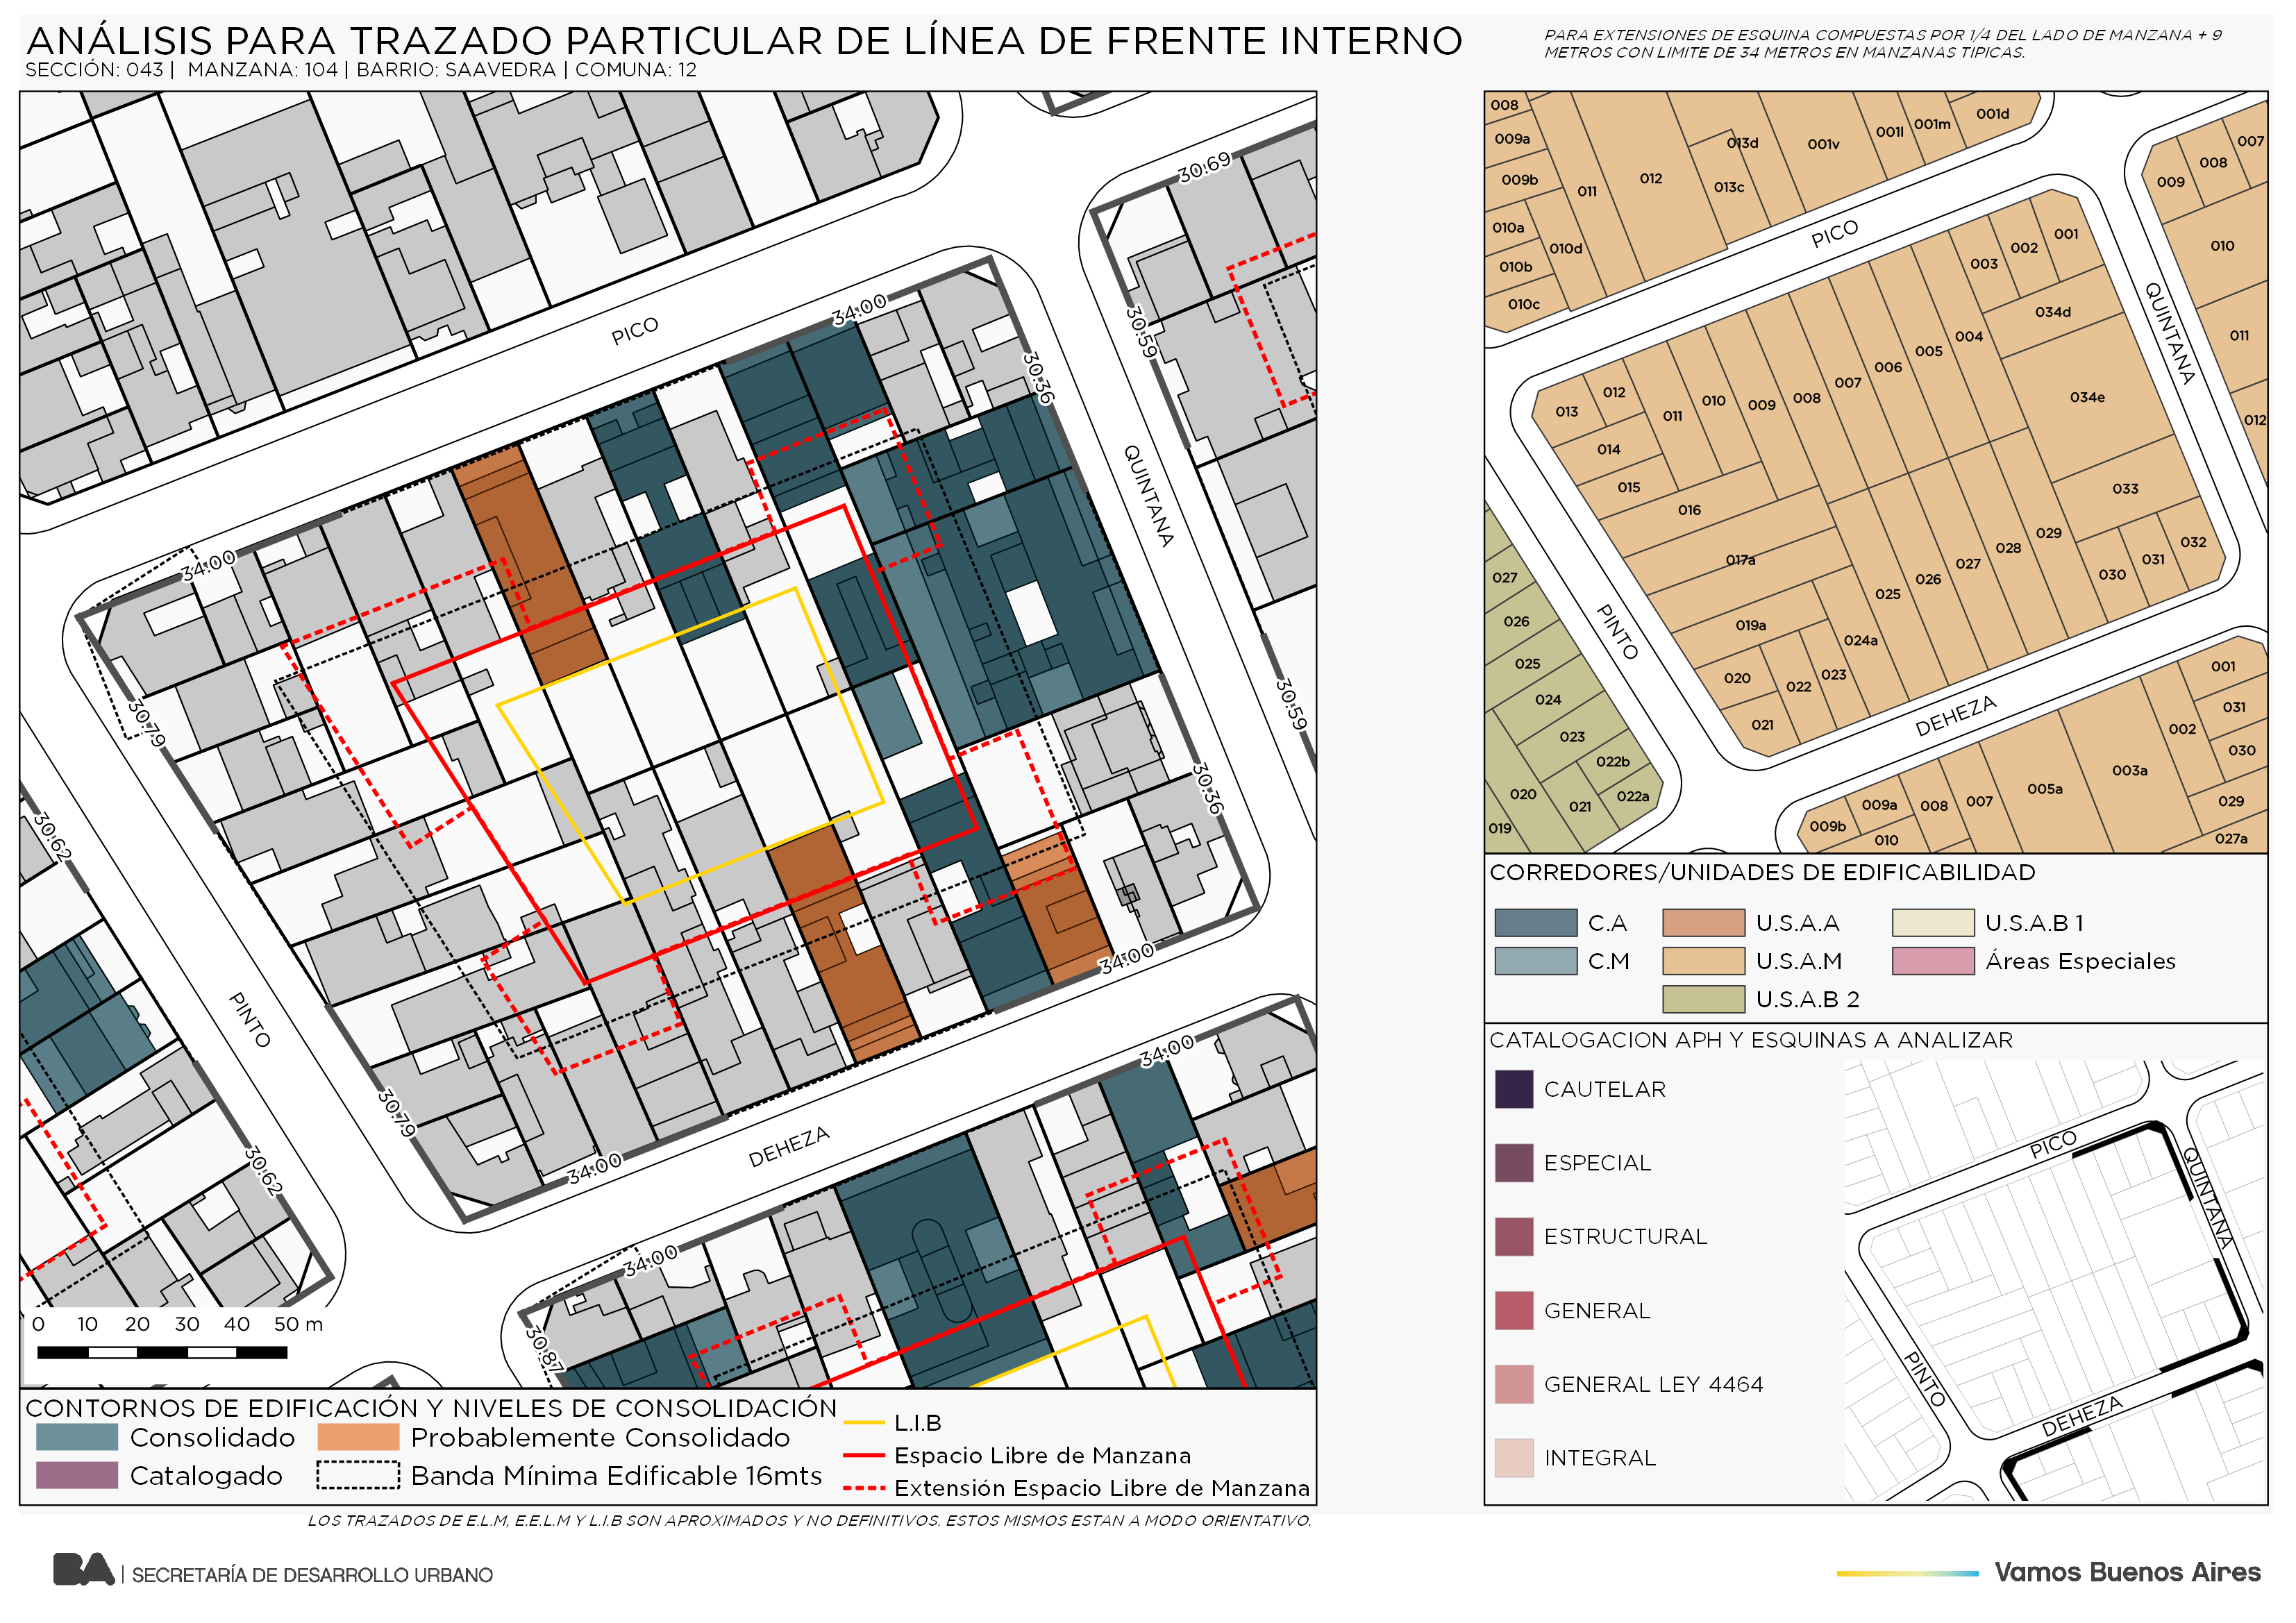 ANÁLISIS PARA TRAZADO PARTICULAR DE LÍNEA DE FRENTE INTERNO
SECCIÓN: 043 | MANZANA: 104 | BARRIO: SAAVEDRA | COMUNA: 12
PARA EXTENSIONES DE ESQUINA COMPUESTAS POR 1/4 DEL LADO DE MANZANA + 9
METROS CON LIMITE DE 34 METROS EN MANZANAS TIPICAS.
30.69
34.00
PICO
30.59
30.36
QUINTANA
34.00
30.79
30.59
30.36
30.62
34.00
PINTO
34.00
30.79
DEHEZA
34.00
30.62
34.00
30.87
0 10 20 30 40 50 m
008
009a
009b
010a
010b
010c
010d
011
012
013d
013c
001v
001l
001m
001d
009
008
007
010
011
012
PICO
QUINTANA
001
002
003
034d
004
005
006
007
008
009
010
011
012
013
014
015
016
017a
034e
033
032
031
030
029
028
027
026
025
024a
019a
020
021
022
023
PINTO
DEHEZA
027
026
025
024
023
022b
022a
021
020
019
009b
009a
010
008
007
005a
003a
002
001
031
030
029
027a
CORREDORES/UNIDADES DE EDIFICABILIDAD
C.A
U.S.A.A
U.S.A.B 1
C.M
U.S.A.M
Áreas Especiales
U.S.A.B 2
CATALOGACION APH Y ESQUINAS A ANALIZAR
CAUTELAR
ESPECIAL
ESTRUCTURAL
GENERAL
GENERAL LEY 4464
INTEGRAL
PICO
QUINTANA
PINTO
DEHEZA
CONTORNOS DE EDIFICACIÓN Y NIVELES DE CONSOLIDACIÓN
Consolidado
Probablemente Consolidado
Catalogado
Banda Mínima Edificable 16mts
L.I.B
Espacio Libre de Manzana
Extensión Espacio Libre de Manzana
LOS TRAZADOS DE E.L.M, E.E.L.M Y L.I.B SON APROXIMADOS Y NO DEFINITIVOS. ESTOS MISMOS ESTAN A MODO ORIENTATIVO.
BA | SECRETARÍA DE DESARROLLO URBANO
Vamos Buenos Aires